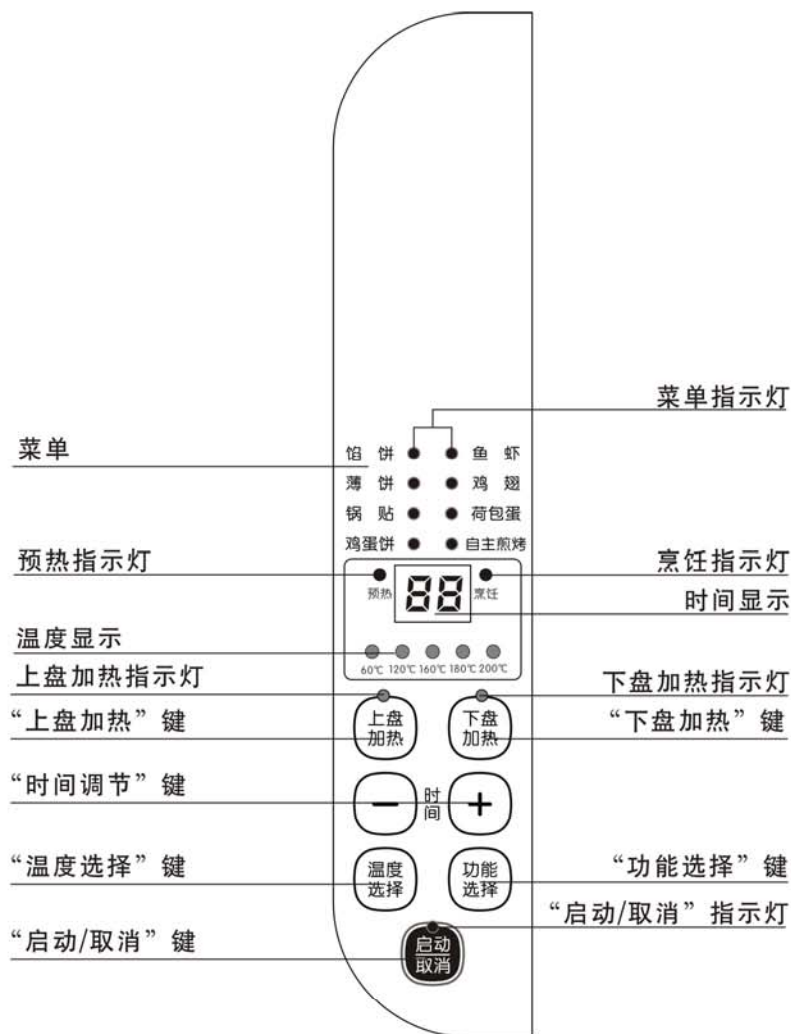 菜单指示灯
菜单
馅 饼 鱼 虾
薄 饼 鸡 翅
锅 贴 荷包蛋
鸡蛋饼 自主煎烤
预热指示灯
烹饪指示灯
预热 88 烹饪
时间显示
温度显示
60℃ 120℃ 160℃ 180℃ 200℃
上盘加热指示灯
下盘加热指示灯
“上盘加热”键
上盘
加热
下盘
加热
“下盘加热”键
“时间调节”键
− 时间 +
“温度选择”键
温度
选择
功能
选择
“功能选择”键
“启动/取消”指示灯
“启动/取消”键
启动
取消